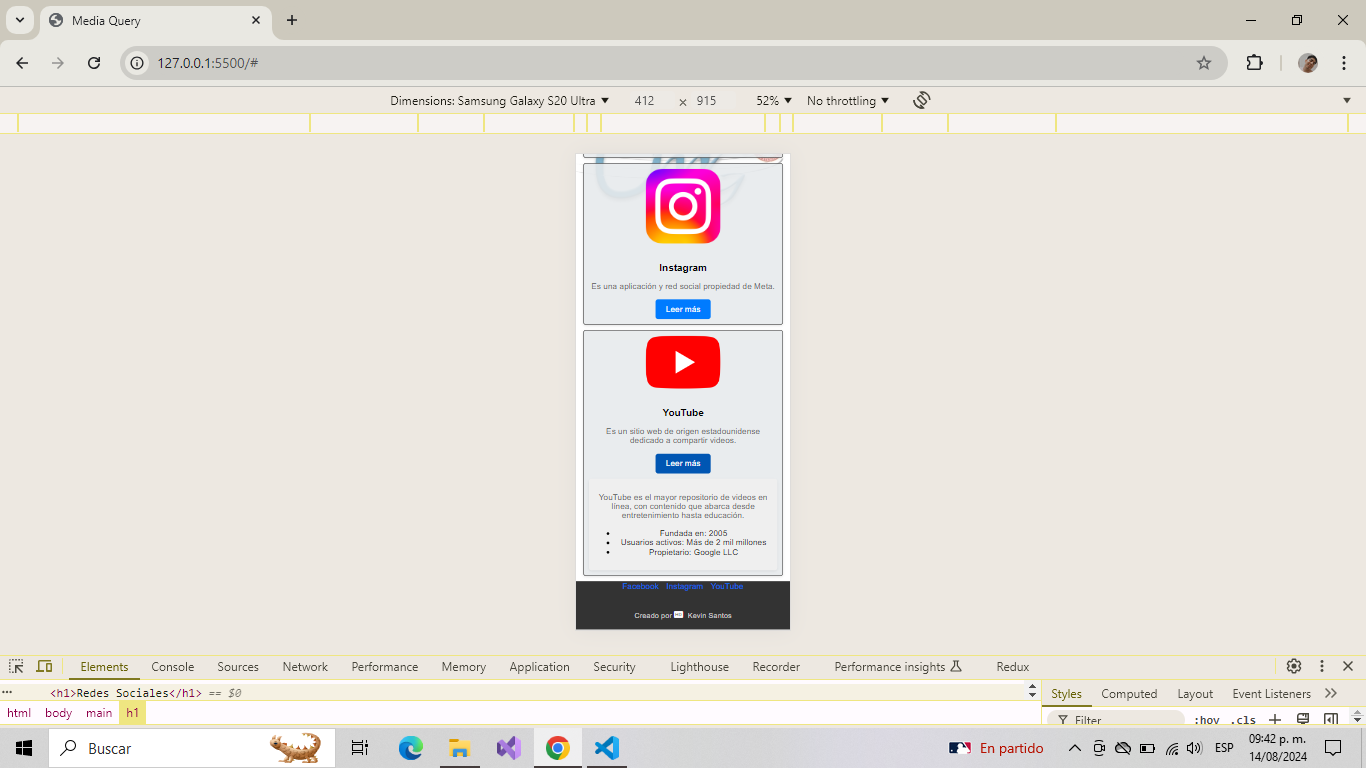 Media Query
127.0.0.1:5500/#
Dimensions: Samsung Galaxy S20 Ultra 412 × 915 52% No throttling
Instagram
Es una aplicación y red social propiedad de Meta.
Leer más
YouTube
Es un sitio web de origen estadounidense
dedicado a compartir videos.
Leer más
YouTube es el mayor repositorio de videos en
línea, con contenido que abarca desde
entretenimiento hasta educación.
• Fundada en: 2005
• Usuarios activos: Más de 2 mil millones
• Propietario: Google LLC
Facebook Instagram YouTube
Creado por Kevin Santos
Elements Console Sources Network Performance Memory Application Security Lighthouse Recorder Performance insights Redux
<h1>Redes Sociales</h1> == $0
Styles Computed Layout Event Listeners
html body main h1
Filter :hov .cls
Buscar
En partido
ESP
09:42 p. m.
14/08/2024